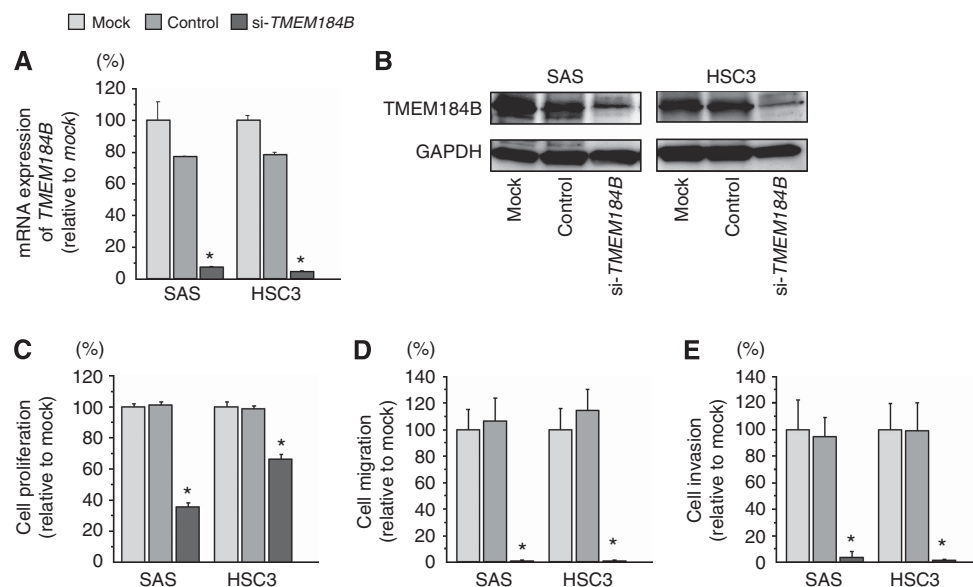 Mock Control si-TMEM184B
A
(%)
mRNA expression
of TMEM184B
(relative to mock)
120
100
80
60
40
20
0
*
*
SAS HSC3
B
SAS HSC3
TMEM184B
GAPDH
Mock
Control
si-TMEM184B
Mock
Control
si-TMEM184B
C
(%)
Cell proliferation
(relative to mock)
120
100
80
60
40
20
0
*
*
SAS HSC3
D
(%)
Cell migration
(relative to mock)
140
120
100
80
60
40
20
0
*
*
SAS HSC3
E
(%)
Cell invasion
(relative to mock)
140
120
100
80
60
40
20
0
*
*
SAS HSC3